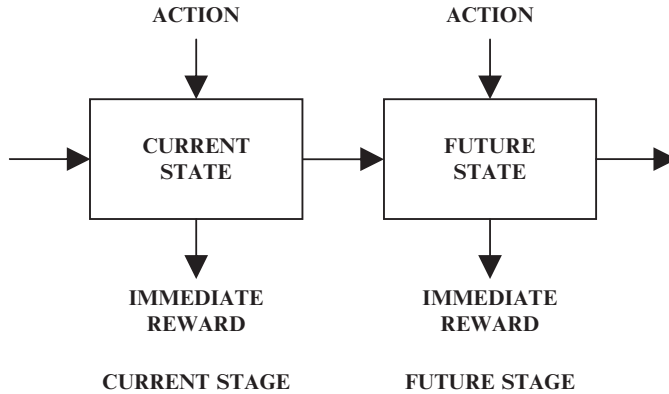 ACTION
ACTION
CURRENT
STATE
FUTURE
STATE
IMMEDIATE
REWARD
IMMEDIATE
REWARD
CURRENT STAGE
FUTURE STAGE